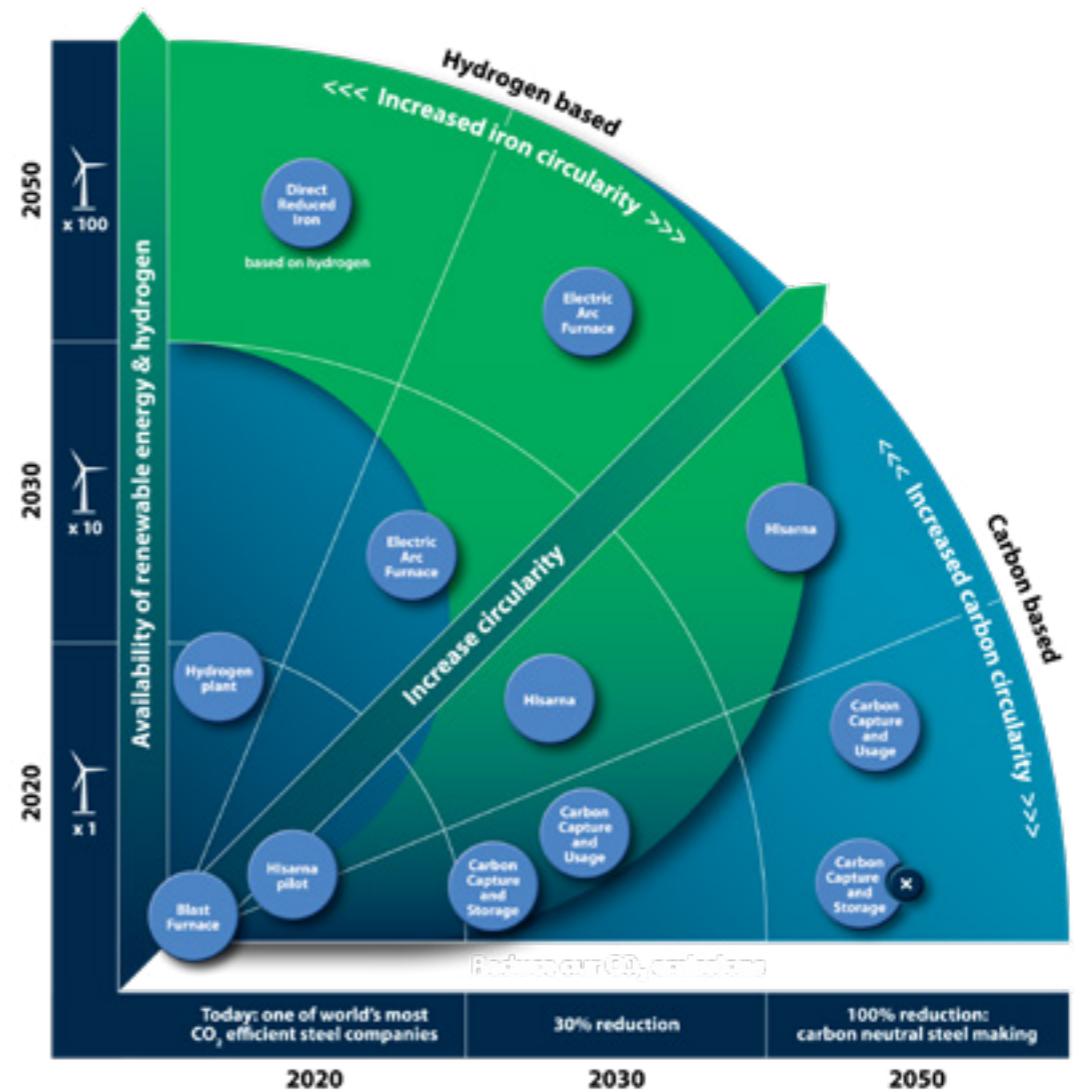 Hydrogen based
<<< Increased iron circularity >>>
2050
x 100
Direct
Reduced
Iron
based on hydrogen
Electric
Arc
Furnace
Availability of renewable energy & hydrogen
2030
x 10
Electric
Arc
Furnace
Increase circularity
HIsarna
<<< Increased carbon circularity >>>
Carbon based
Hydrogen
plant
HIsarna
Carbon
Capture
and
Usage
2020
x 1
Carbon
Capture
and
Usage
HIsarna
pilot
Carbon
Capture
and
Storage
Carbon
Capture
and
Storage
x
Blast
Furnace
Reduce our CO₂ emissions
Today: one of world's most
CO₂ efficient steel companies
30% reduction
100% reduction:
carbon neutral steel making
2020
2030
2050